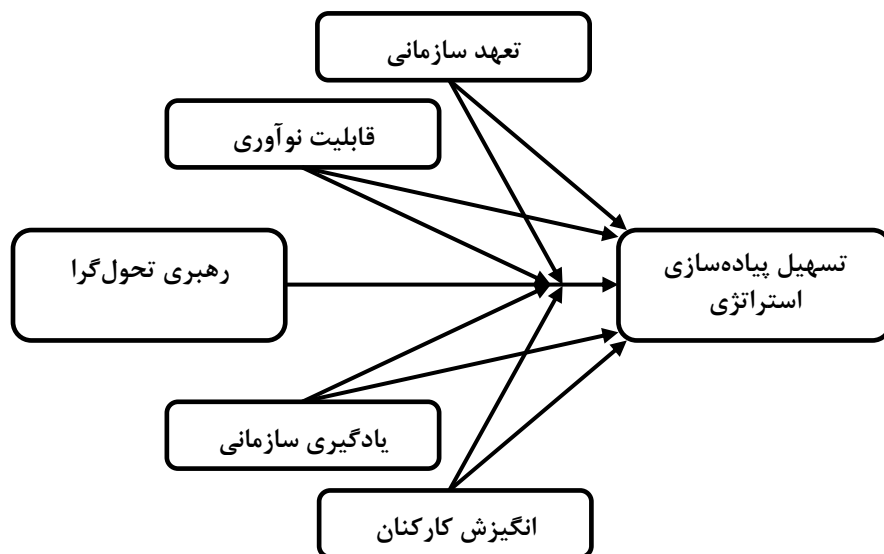 تعهد سازمانی
قابلیت نوآوری
رهبری تحول‌گرا
تسهیل پیاده‌سازی
استراتژی
یادگیری سازمانی
انگیزش کارکنان